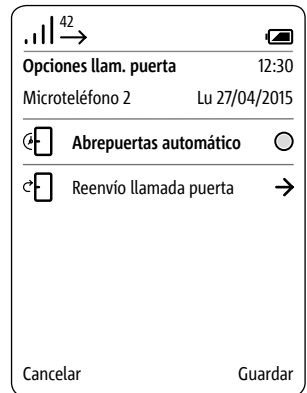 42
Opciones llam. puerta 12:30
Microteléfono 2 Lu 27/04/2015
Abrepuertas automático
Reenvío llamada puerta
Cancelar Guardar